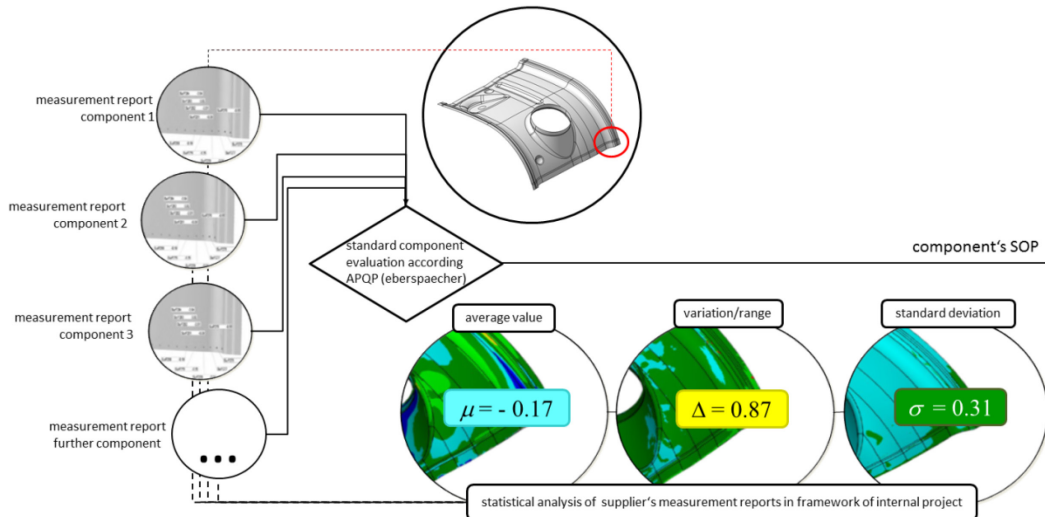 measurement report
component 1
measurement report
component 2
measurement report
component 3
measurement report
further component
...
standard component
evaluation according
APQP (eberspaecher)
component's SOP
average value
variation/range
standard deviation
μ = - 0.17
Δ = 0.87
σ = 0.31
statistical analysis of supplier's measurement reports in framework of internal project